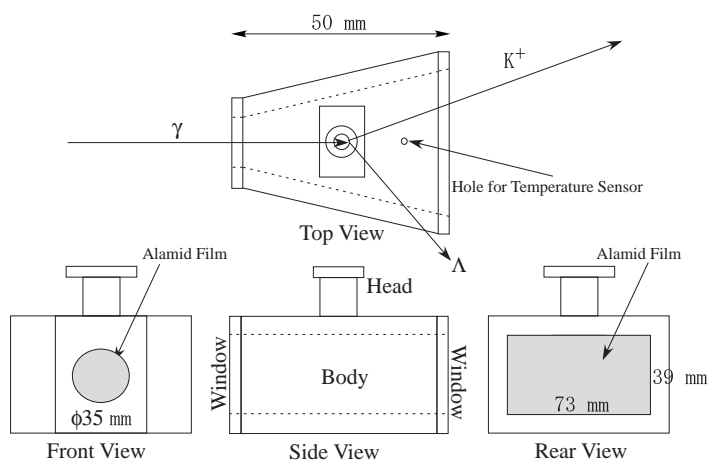 50 mm
K+
γ
Hole for Temperature Sensor
Top View
Λ
Alamid Film
Head
Alamid Film
Window
Body
Window
39 mm
73 mm
ϕ35 mm
Front View
Side View
Rear View